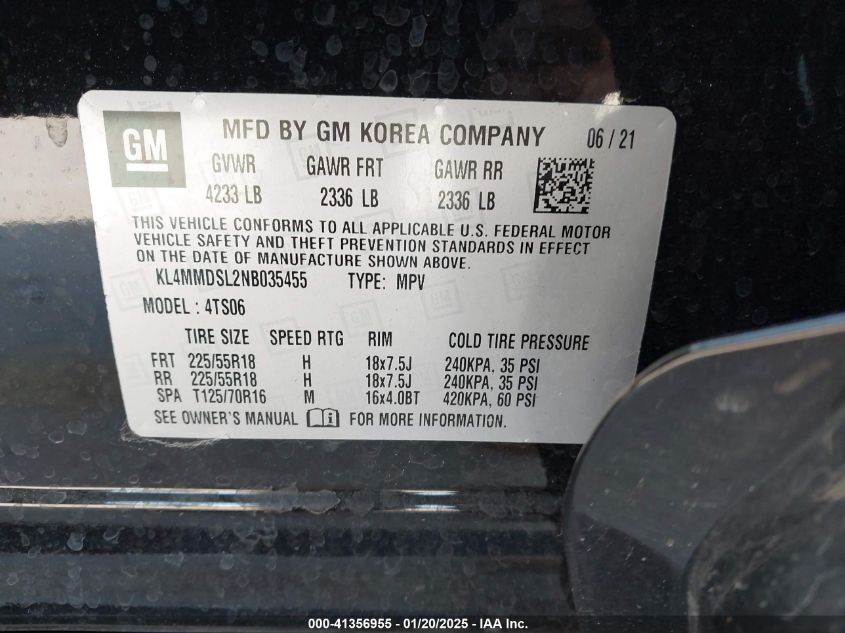 GM MFD BY GM KOREA COMPANY 06 / 21
GVWR GAWR FRT GAWR RR
4233 LB 2336 LB 2336 LB
THIS VEHICLE CONFORMS TO ALL APPLICABLE U.S. FEDERAL MOTOR
VEHICLE SAFETY AND THEFT PREVENTION STANDARDS IN EFFECT
ON THE DATE OF MANUFACTURE SHOWN ABOVE.
KL4MMDSL2NB035455 TYPE: MPV
MODEL: 4TS06
TIRE SIZE SPEED RTG RIM COLD TIRE PRESSURE
FRT 225/55R18 H 18x7.5J 240KPA, 35 PSI
RR 225/55R18 H 18x7.5J 240KPA, 35 PSI
SPA T125/70R16 M 16x4.0BT 420KPA, 60 PSI
SEE OWNER'S MANUAL FOR MORE INFORMATION.
000-41356955 - 01/20/2025 - IAA Inc.